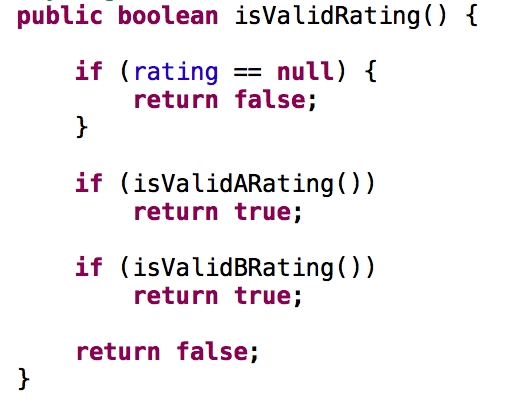 public boolean isValidRating() {
if (rating == null) {
return false;
}
if (isValidARating())
return true;
if (isValidBRating())
return true;
return false;
}